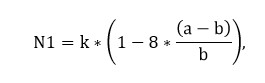 N1 = k ∗ (1 − 8 ∗ (a − b)/b),